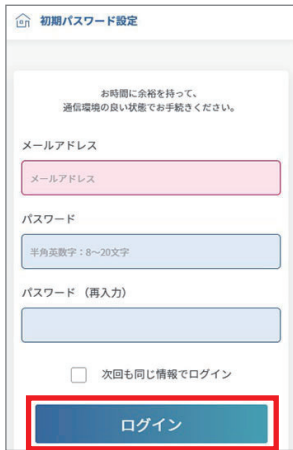 初期パスワード設定
お時間に余裕を持って、
通信環境の良い状態でお手続きください。
メールアドレス
メールアドレス
パスワード
半角英数字：8～20文字
パスワード （再入力）
次回も同じ情報でログイン
ログイン